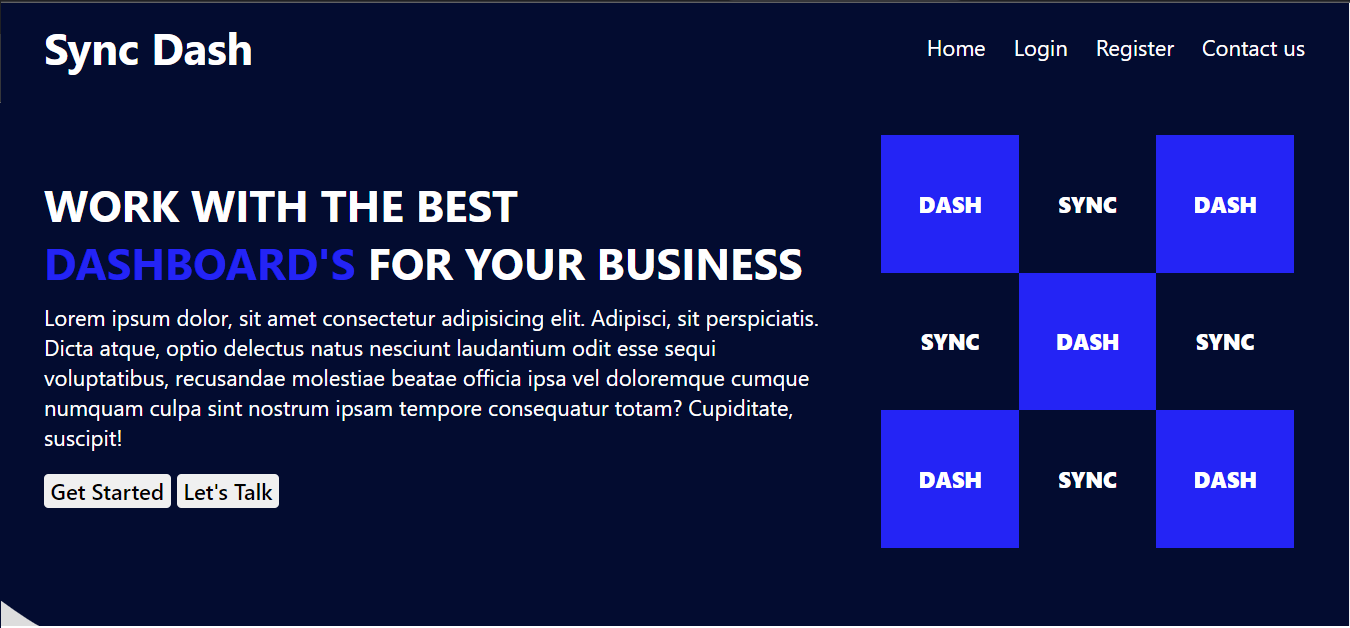 Sync Dash
Home Login Register Contact us
WORK WITH THE BEST
DASHBOARD'S FOR YOUR BUSINESS
Lorem ipsum dolor, sit amet consectetur adipisicing elit. Adipisci, sit perspiciatis.
Dicta atque, optio delectus natus nesciunt laudantium odit esse sequi
voluptatibus, recusandae molestiae beatae officia ipsa vel doloremque cumque
numquam culpa sint nostrum ipsam tempore consequatur totam? Cupiditate,
suscipit!
Get Started Let's Talk
DASH SYNC DASH
SYNC DASH SYNC
DASH SYNC DASH